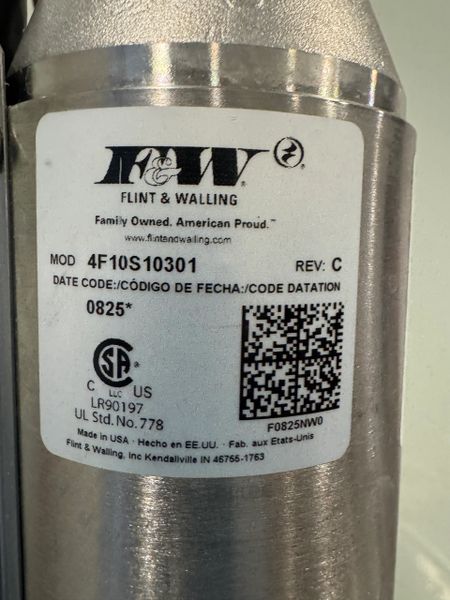 F&W®
FLINT & WALLING
Family Owned. American Proud.™
www.flintandwalling.com
MOD 4F10S10301 REV: C
DATE CODE:/CÓDIGO DE FECHA:/CODE DATATION
0825*
CSA®
C LLC US
LR90197
UL Std. No.778
F0825NW0
Made in USA · Hecho en EE.UU. · Fab. aux Etats-Unis
Flint & Walling, Inc Kendallville IN 46755-1763